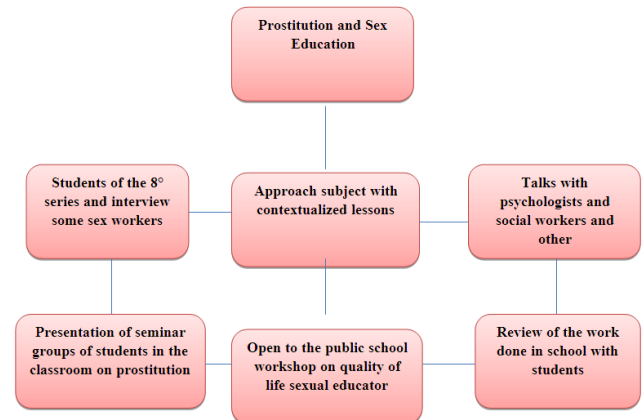 Prostitution and Sex
Education
Students of the 8°
series and interview
some sex workers
Approach subject with
contextualized lessons
Talks with
psychologists and
social workers and
other
Presentation of seminar
groups of students in the
classroom on prostitution
Open to the public school
workshop on quality of
life sexual educator
Review of the work
done in school with
students